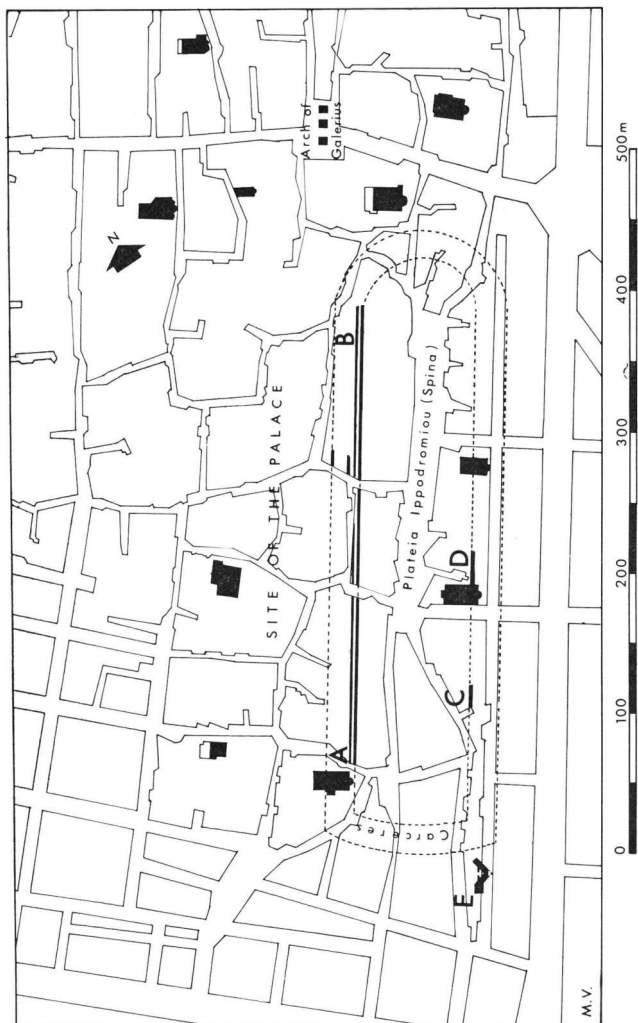 Arch of
Galerius
N
SITE OF THE PALACE
B
A
Plateia Ippodromiou (Spina)
D
C
Carceres
E
M.V.
0 100 200 300 400 500m